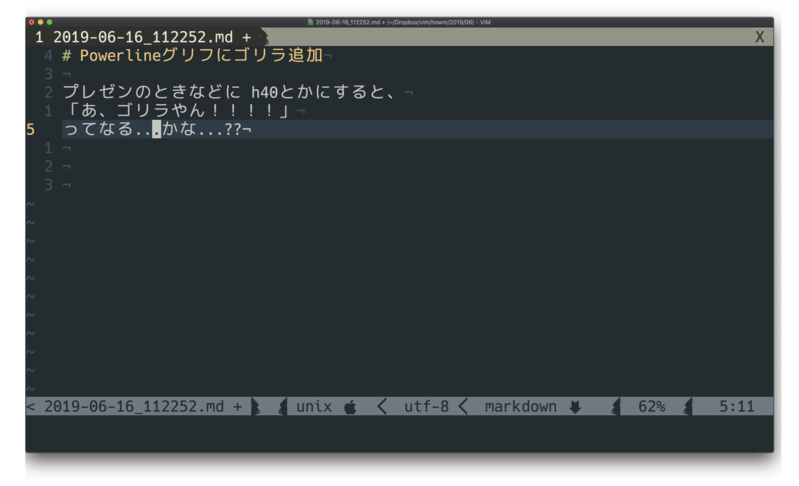 2019-06-16_112252.md + (~/Dropbox/vim/howm/2019/06) - VIM
1 2019-06-16_112252.md + X
4 # Powerlineグリフにゴリラ追加¬
3 ¬
2 プレゼンのときなどに h40とかにすると、¬
1 「あ、ゴリラやん！！！！」¬
5 ってなる...かな...??¬
1 ¬
2 ¬
3 ¬
~
~
~
~
~
~
~
~
~
~
~
< 2019-06-16_112252.md + unix < utf-8 < markdown 62% 5:11